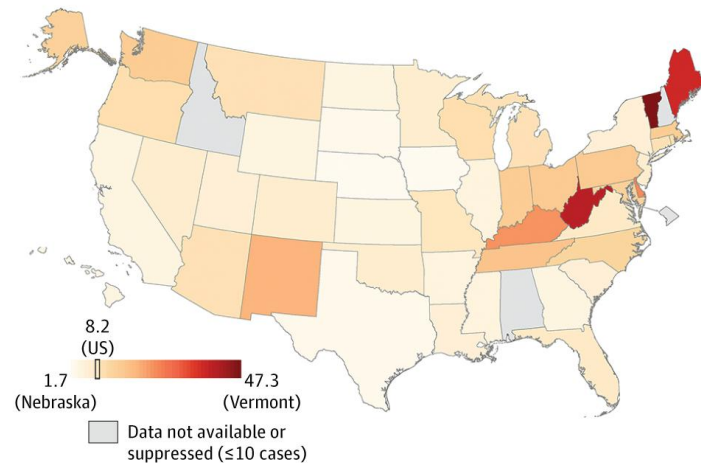 8.2
(US)
1.7
47.3
(Nebraska)
(Vermont)
Data not available or
suppressed (≤10 cases)